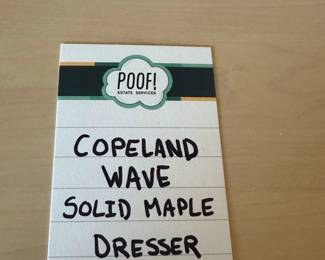 POOF!
ESTATE SERVICES
COPELAND
WAVE
SOLID MAPLE
DRESSER